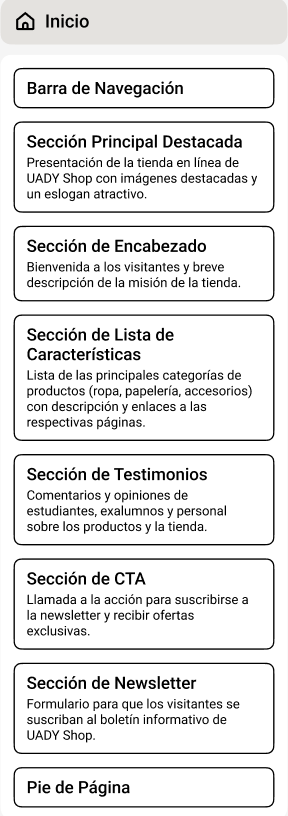 Inicio
Barra de Navegación
Sección Principal Destacada
Presentación de la tienda en línea de
UADY Shop con imágenes destacadas y
un eslogan atractivo.
Sección de Encabezado
Bienvenida a los visitantes y breve
descripción de la misión de la tienda.
Sección de Lista de
Características
Lista de las principales categorías de
productos (ropa, papelería, accesorios)
con descripción y enlaces a las
respectivas páginas.
Sección de Testimonios
Comentarios y opiniones de
estudiantes, exalumnos y personal
sobre los productos y la tienda.
Sección de CTA
Llamada a la acción para suscribirse a
la newsletter y recibir ofertas
exclusivas.
Sección de Newsletter
Formulario para que los visitantes se
suscriban al boletín informativo de
UADY Shop.
Pie de Página